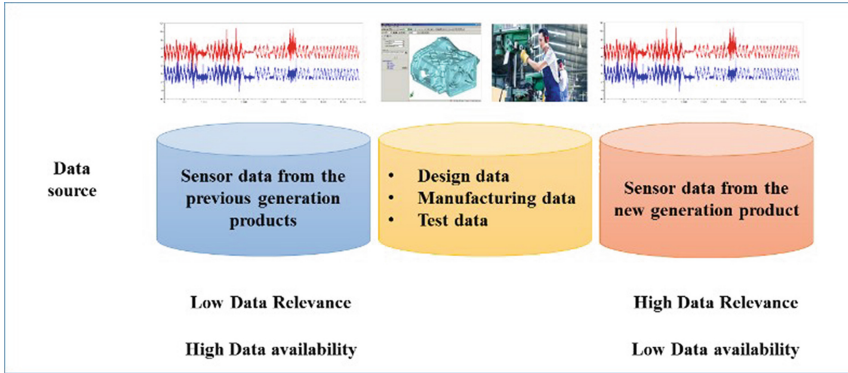 Data
source
Sensor data from the
previous generation
products
• Design data
• Manufacturing data
• Test data
Sensor data from the
new generation product
Low Data Relevance
High Data Relevance
High Data availability
Low Data availability